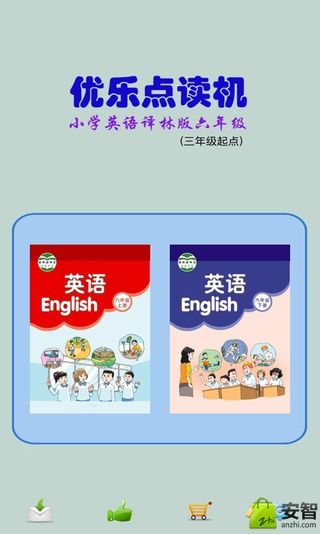 优乐点读机
小学英语译林版六年级
(三年级起点)
英语
English
六年级
上册
英语
English
六年级
下册
zhi
安智
anzhi.com